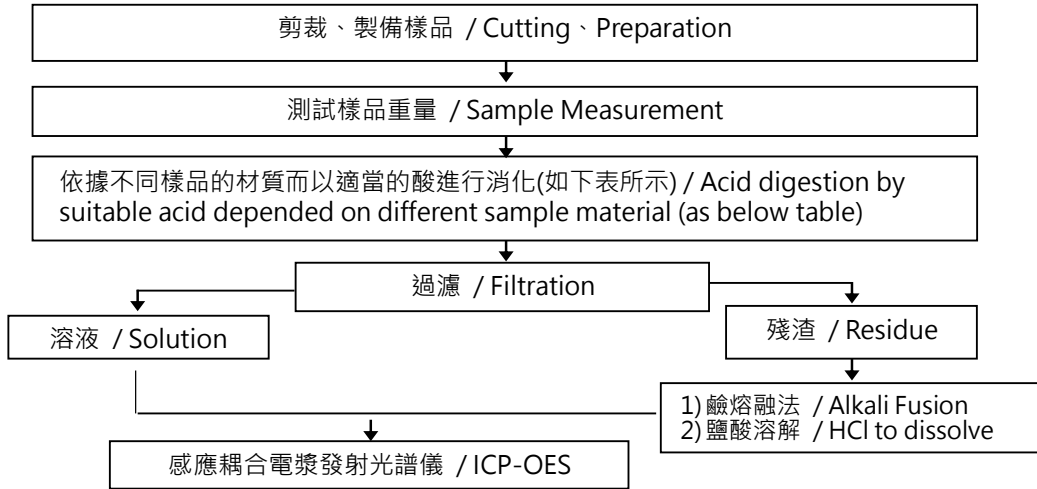 剪裁、製備樣品 / Cutting、Preparation
測試樣品重量 / Sample Measurement
依據不同樣品的材質而以適當的酸進行消化(如下表所示) / Acid digestion by
suitable acid depended on different sample material (as below table)
過濾 / Filtration
溶液 / Solution
殘渣 / Residue
1) 鹼熔融法 / Alkali Fusion
2) 鹽酸溶解 / HCl to dissolve
感應耦合電漿發射光譜儀 / ICP-OES